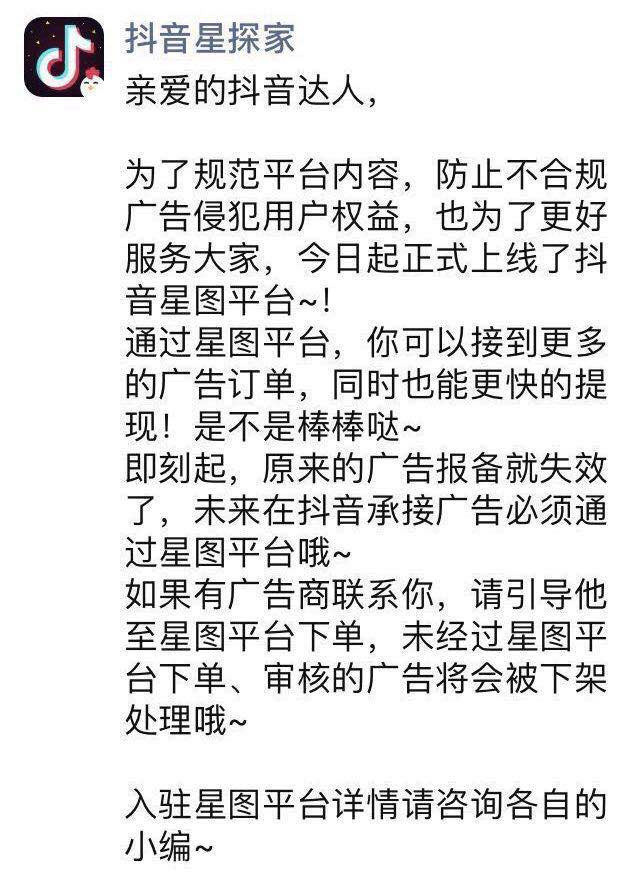 抖音星探家
亲爱的抖音达人，
为了规范平台内容，防止不合规
广告侵犯用户权益，也为了更好
服务大家，今日起正式上线了抖
音星图平台~！
通过星图平台，你可以接到更多
的广告订单，同时也能更快的提
现！是不是棒棒哒~
即刻起，原来的广告报备就失效
了，未来在抖音承接广告必须通
过星图平台哦~
如果有广告商联系你，请引导他
至星图平台下单，未经过星图平
台下单、审核的广告将会被下架
处理哦~
入驻星图平台详情请咨询各自的
小编~